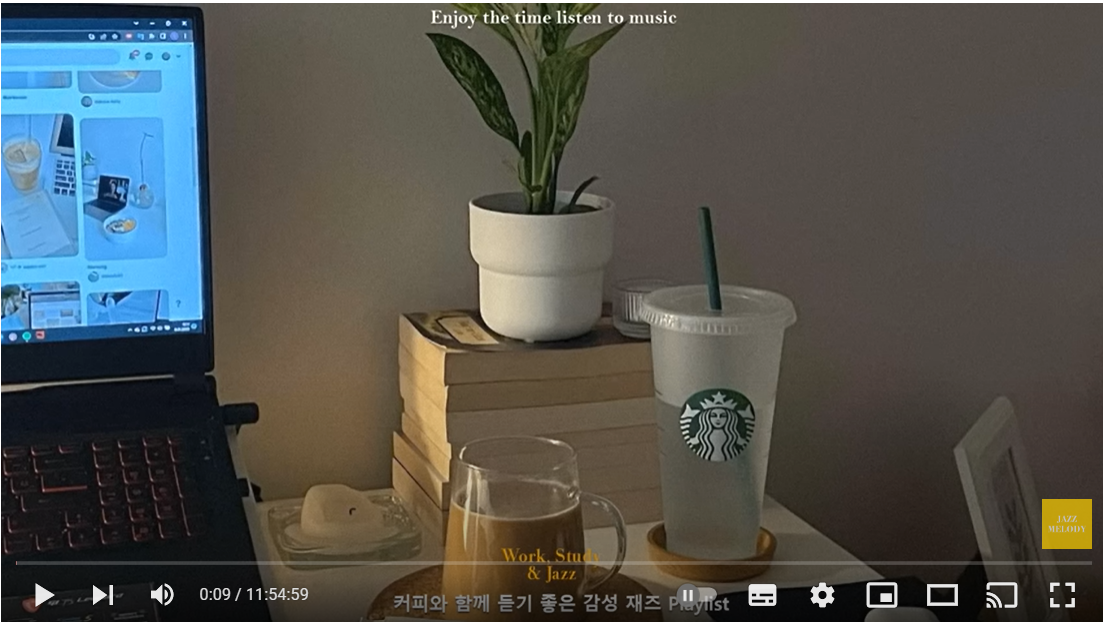 Enjoy the time listen to music
JAZZ
MELODY
Work, Study
& Jazz
0:09 / 11:54:59
커피와 함께 듣기 좋은 감성 재즈 Playlist